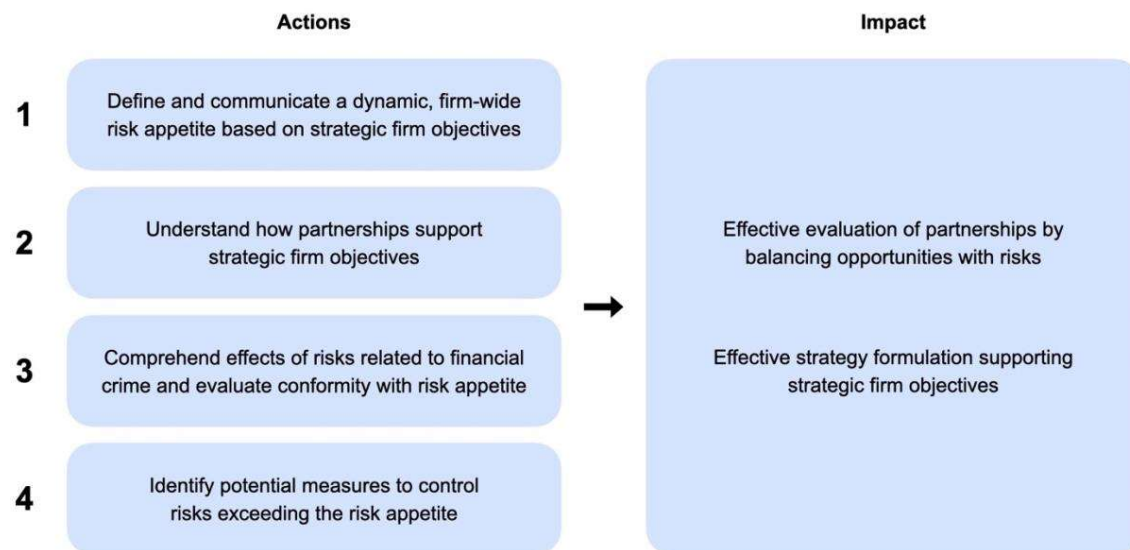 Actions
Impact
1
Define and communicate a dynamic, firm-wide
risk appetite based on strategic firm objectives
2
Understand how partnerships support
strategic firm objectives
3
Comprehend effects of risks related to financial
crime and evaluate conformity with risk appetite
4
Identify potential measures to control
risks exceeding the risk appetite
Effective evaluation of partnerships by
balancing opportunities with risks
Effective strategy formulation supporting
strategic firm objectives